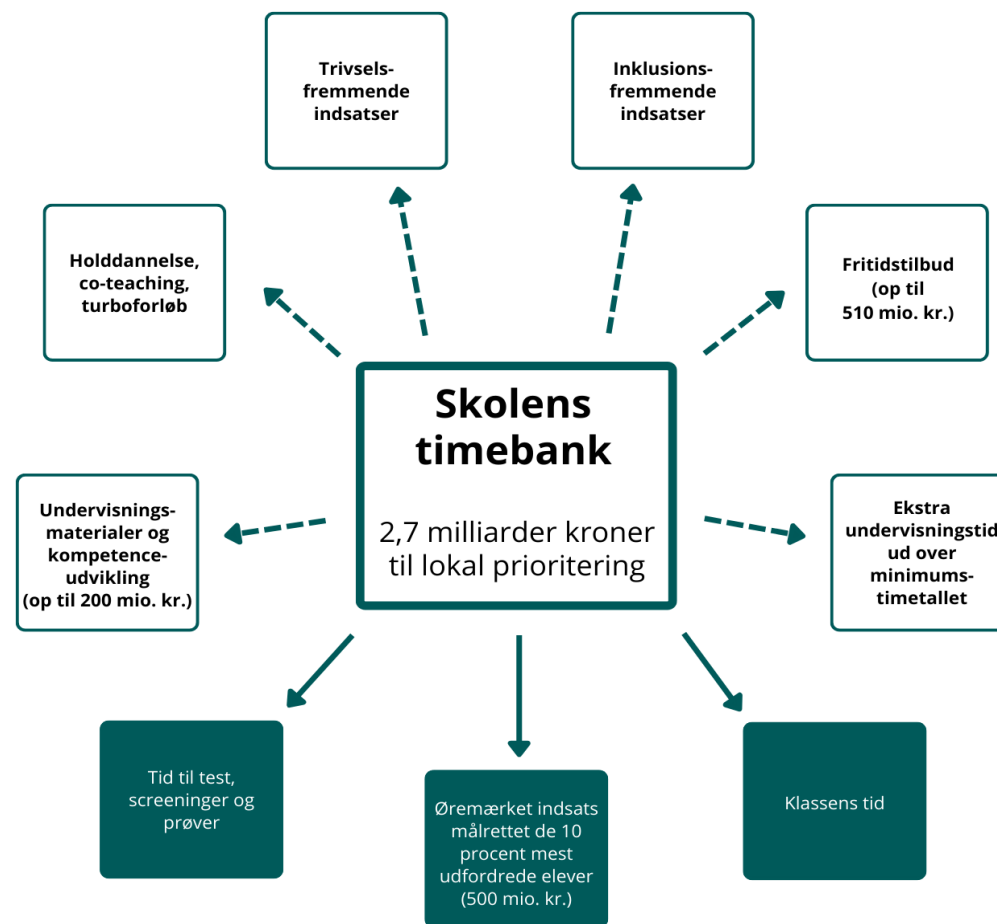 Trivsels-
fremmende
indsatser
Inklusions-
fremmende
indsatser
Holddannelse,
co-teaching,
turboforløb
Fritidstilbud
(op til
510 mio. kr.)
Skolens
timebank
2,7 milliarder kroner
til lokal prioritering
Undervisnings-
materialer og
kompetence-
udvikling
(op til 200 mio. kr.)
Ekstra
undervisningstid
ud over
minimums-
timetallet
Tid til test,
screeninger og
prøver
Øremærket indsats
målrettet de 10
procent mest
udfordrede elever
(500 mio. kr.)
Klassens tid